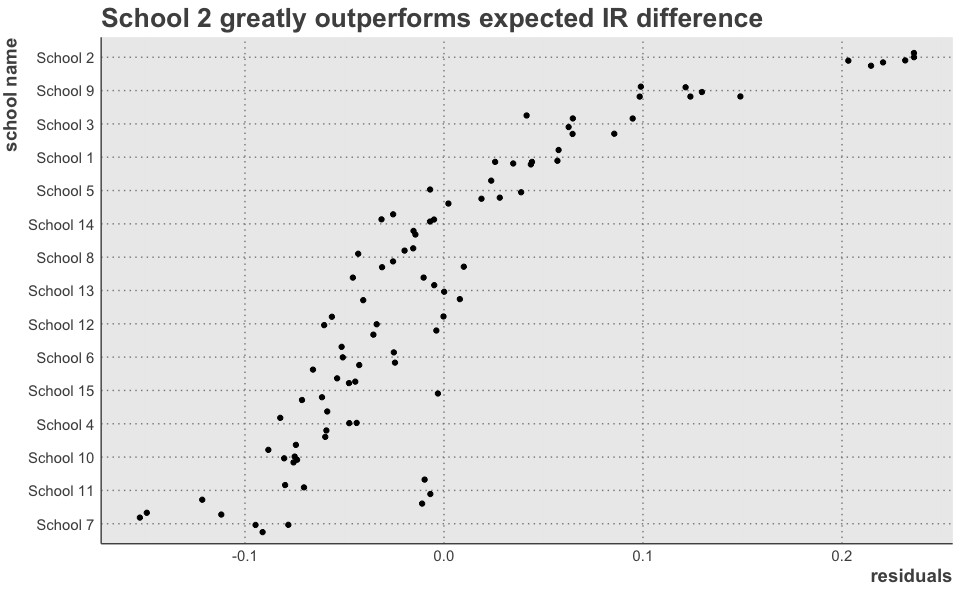 School 2 greatly outperforms expected IR difference
school name
School 2
School 9
School 3
School 1
School 5
School 14
School 8
School 13
School 12
School 6
School 15
School 4
School 10
School 11
School 7
-0.1 0.0 0.1 0.2
residuals